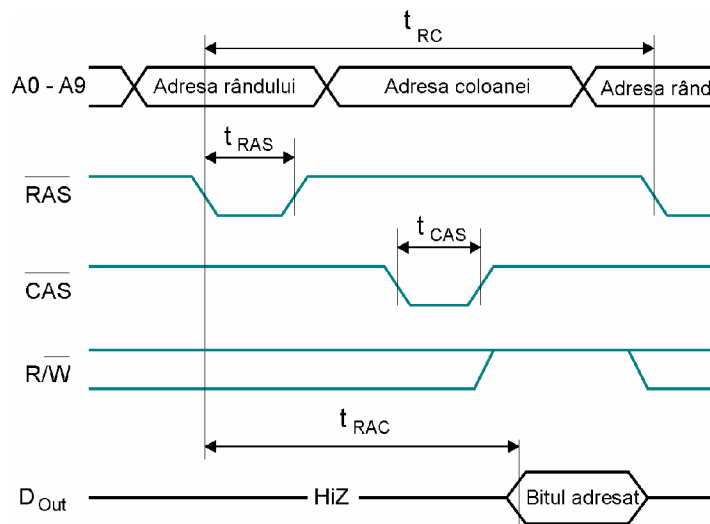 t RC
A0 - A9 Adresa rândului Adresa coloanei Adresa rând
t RAS
RAS
t CAS
CAS
R/W
t RAC
D Out HiZ Bitul adresat